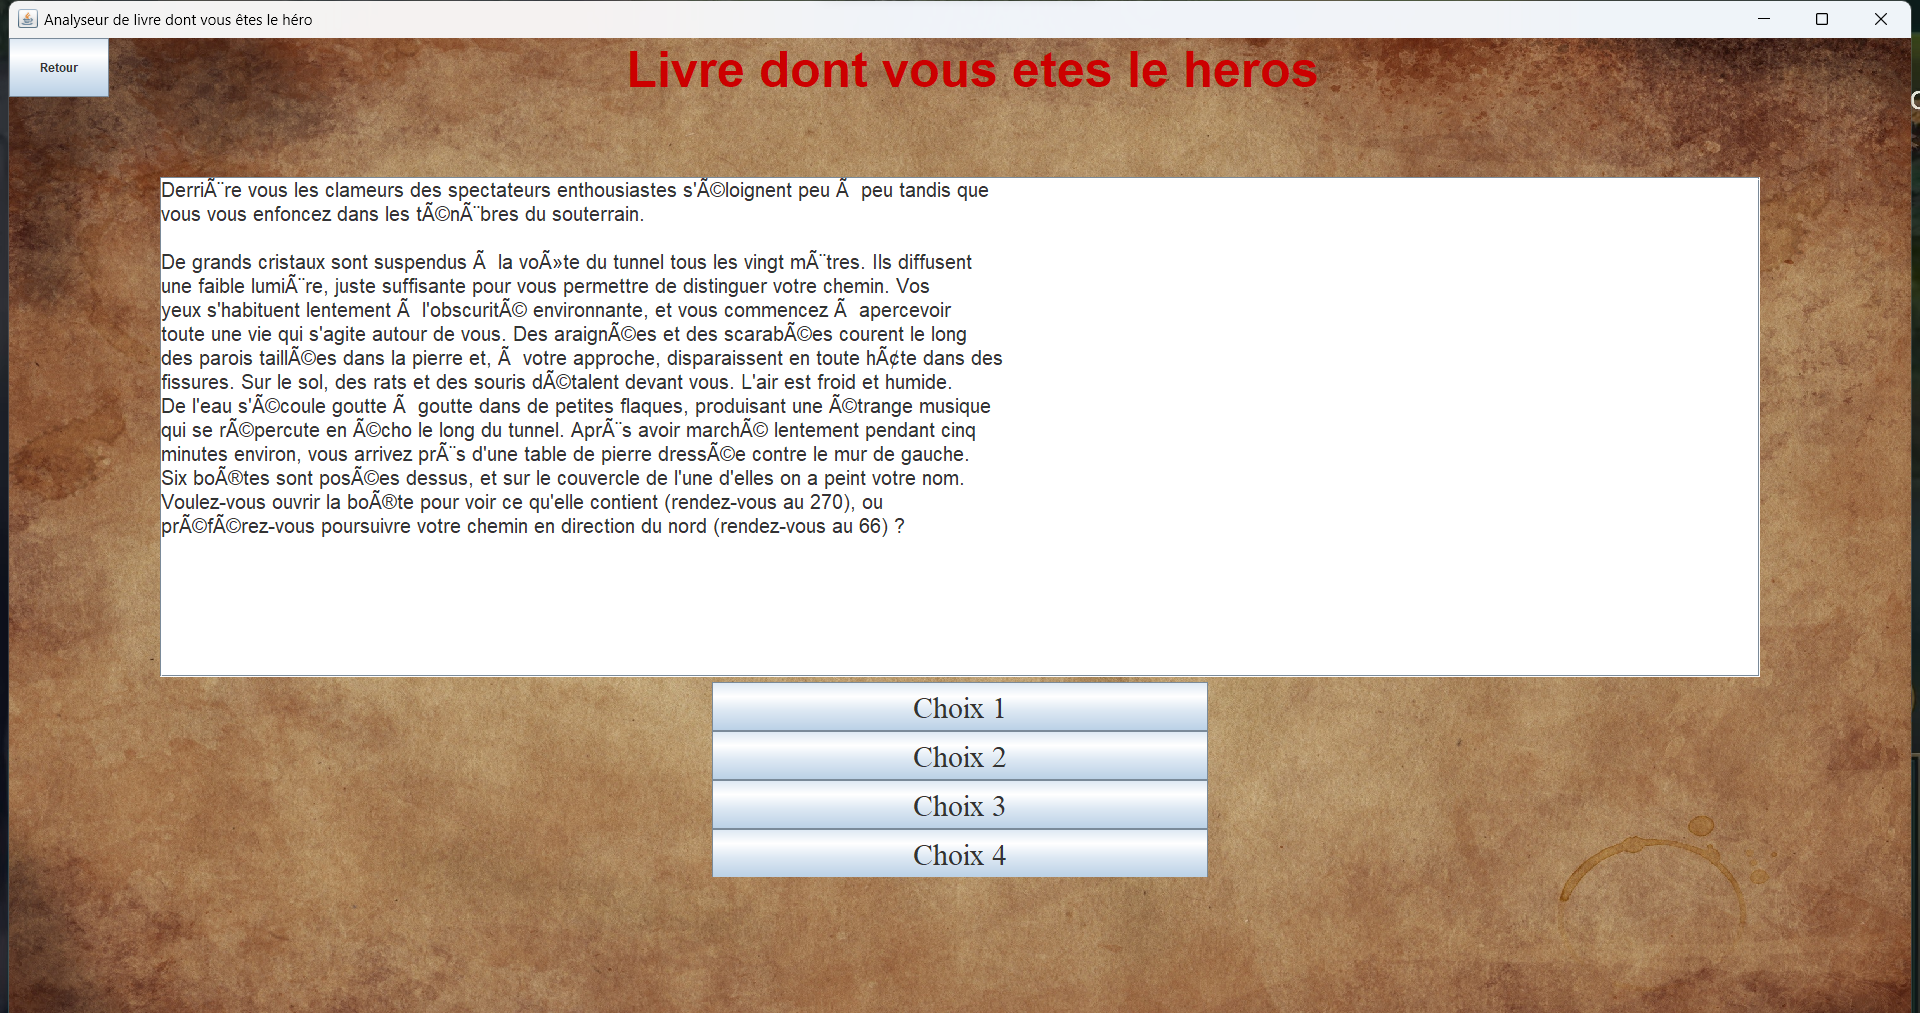 Analyseur de livre dont vous êtes le héro
Retour
Livre dont vous etes le heros
DerriÃ¨re vous les clameurs des spectateurs enthousiastes s'Ã©loignent peu Ã  peu tandis que
vous vous enfoncez dans les tÃ©nÃ¨bres du souterrain.
De grands cristaux sont suspendus Ã  la voÃ»te du tunnel tous les vingt mÃ¨tres. Ils diffusent
une faible lumiÃ¨re, juste suffisante pour vous permettre de distinguer votre chemin. Vos
yeux s'habituent lentement Ã  l'obscuritÃ© environnante, et vous commencez Ã  apercevoir
toute une vie qui s'agite autour de vous. Des araignÃ©es et des scarabÃ©es courent le long
des parois taillÃ©es dans la pierre et, Ã  votre approche, disparaissent en toute hÃ¢te dans des
fissures. Sur le sol, des rats et des souris dÃ©talent devant vous. L'air est froid et humide.
De l'eau s'Ã©coule goutte Ã  goutte dans de petites flaques, produisant une Ã©trange musique
qui se rÃ©percute en Ã©cho le long du tunnel. AprÃ¨s avoir marchÃ© lentement pendant cinq
minutes environ, vous arrivez prÃ¨s d'une table de pierre dressÃ©e contre le mur de gauche.
Six boÃ®tes sont posÃ©es dessus, et sur le couvercle de l'une d'elles on a peint votre nom.
Voulez-vous ouvrir la boÃ®te pour voir ce qu'elle contient (rendez-vous au 270), ou
prÃ©fÃ©rez-vous poursuivre votre chemin en direction du nord (rendez-vous au 66) ?
Choix 1
Choix 2
Choix 3
Choix 4